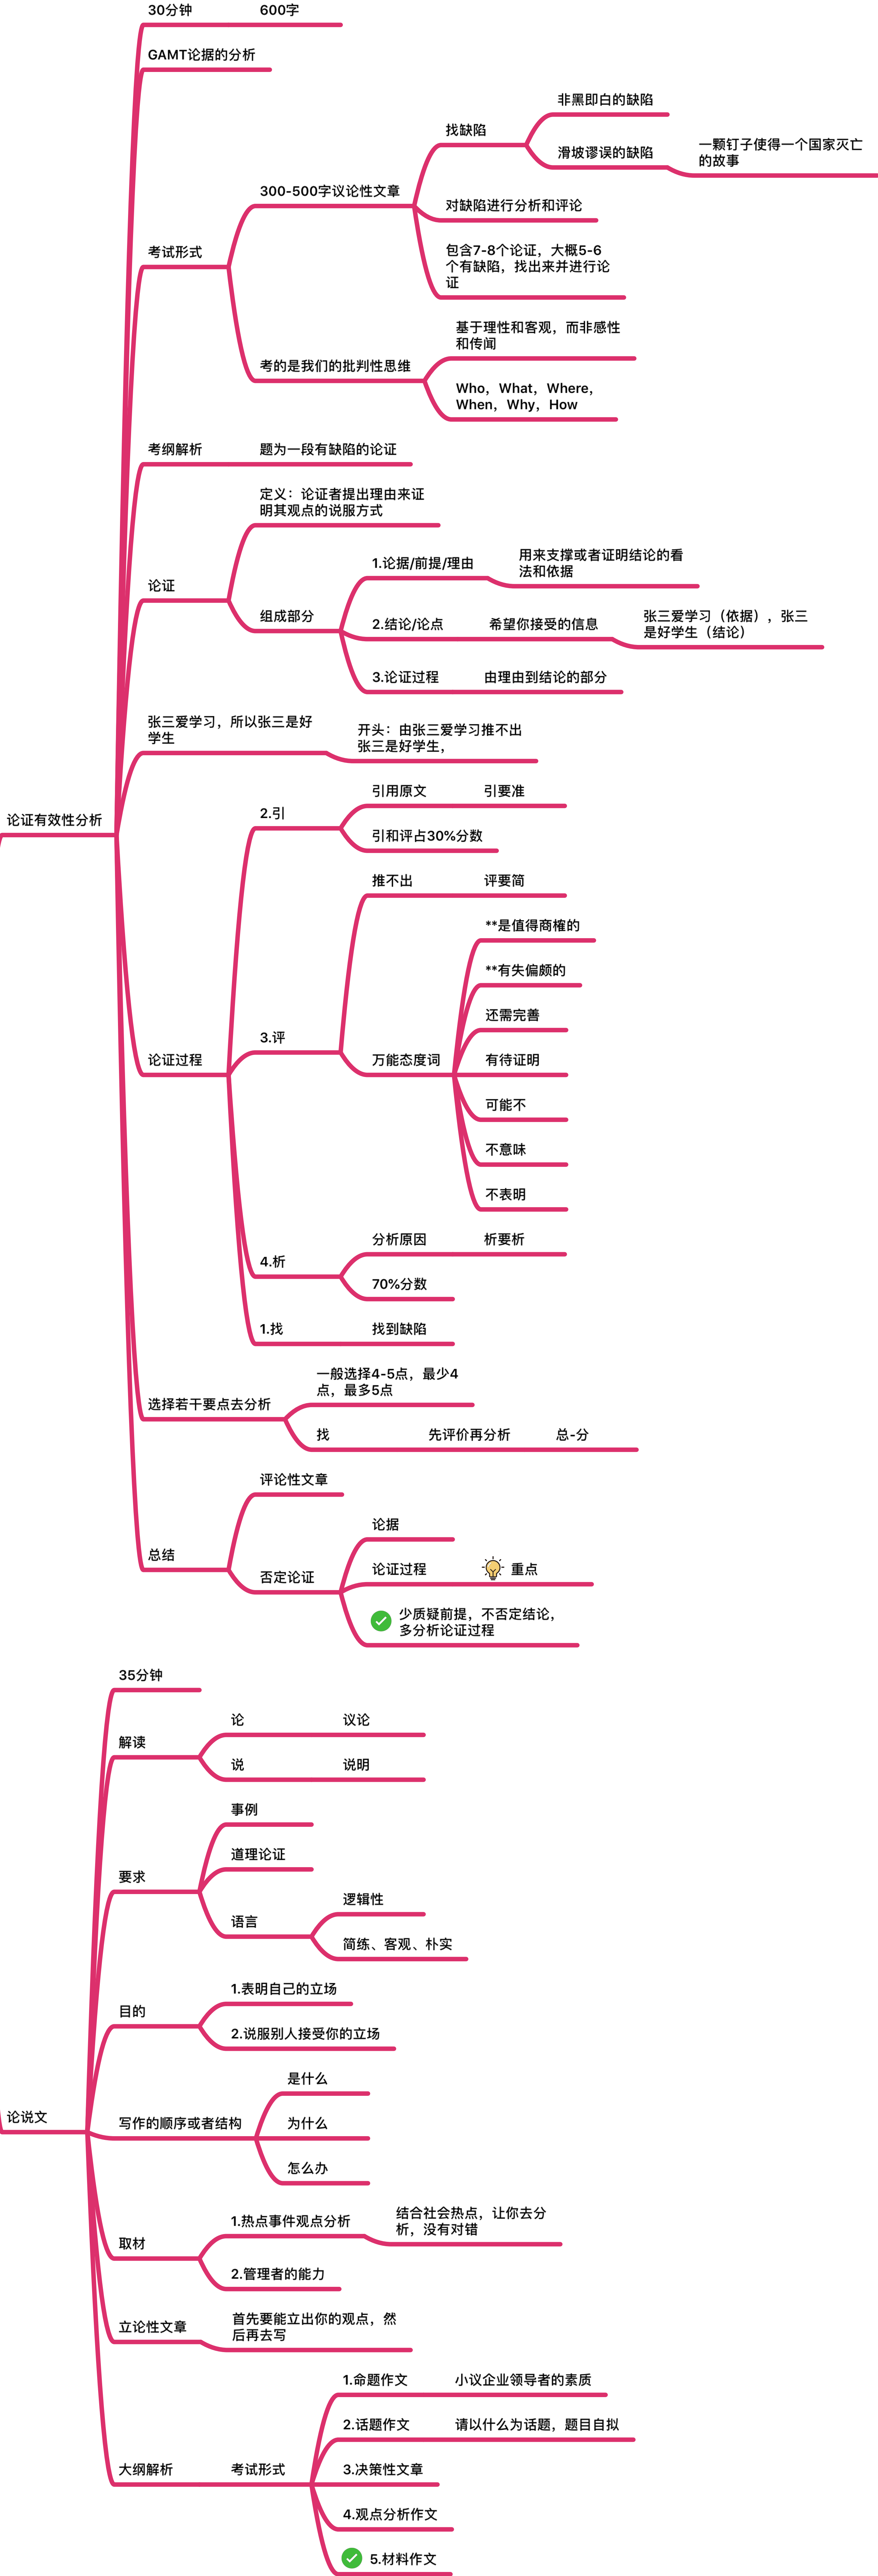 30分钟
600字
GAMT论据的分析
非黑即白的缺陷
找缺陷
一颗钉子使得一个国家灭亡
的故事
滑坡谬误的缺陷
300-500字议论性文章
对缺陷进行分析和评论
考试形式
包含7-8个论证，大概5-6
个有缺陷，找出来并进行论
证
基于理性和客观，而非感性
和传闻
考的是我们的批判性思维
Who，What，Where，
When，Why，How
考纲解析
题为一段有缺陷的论证
定义：论证者提出理由来证
明其观点的说服方式
论证
1.论据/前提/理由
用来支撑或者证明结论的看
法和依据
组成部分
2.结论/论点
希望你接受的信息
张三爱学习（依据），张三
是好学生（结论）
3.论证过程
由理由到结论的部分
张三爱学习，所以张三是好
学生
开头：由张三爱学习推不出
张三是好学生，
论证有效性分析
2.引
引用原文
引要准
引和评占30%分数
推不出
评要简
**是值得商榷的
**有失偏颇的
3.评
还需完善
论证过程
万能态度词
有待证明
可能不
不意味
不表明
4.析
分析原因
析要析
70%分数
1.找
找到缺陷
选择若干要点去分析
一般选择4-5点，最少4
点，最多5点
找
先评价再分析
总-分
评论性文章
总结
论据
否定论证
论证过程
重点
少质疑前提，不否定结论，
多分析论证过程
35分钟
解读
论
议论
说
说明
事例
要求
道理论证
语言
逻辑性
简练、客观、朴实
目的
1.表明自己的立场
2.说服别人接受你的立场
论说文
是什么
写作的顺序或者结构
为什么
怎么办
取材
1.热点事件观点分析
结合社会热点，让你去分
析，没有对错
2.管理者的能力
立论性文章
首先要能立出你的观点，然
后再去写
1.命题作文
小议企业领导者的素质
2.话题作文
请以什么为话题，题目自拟
大纲解析
考试形式
3.决策性文章
4.观点分析作文
5.材料作文